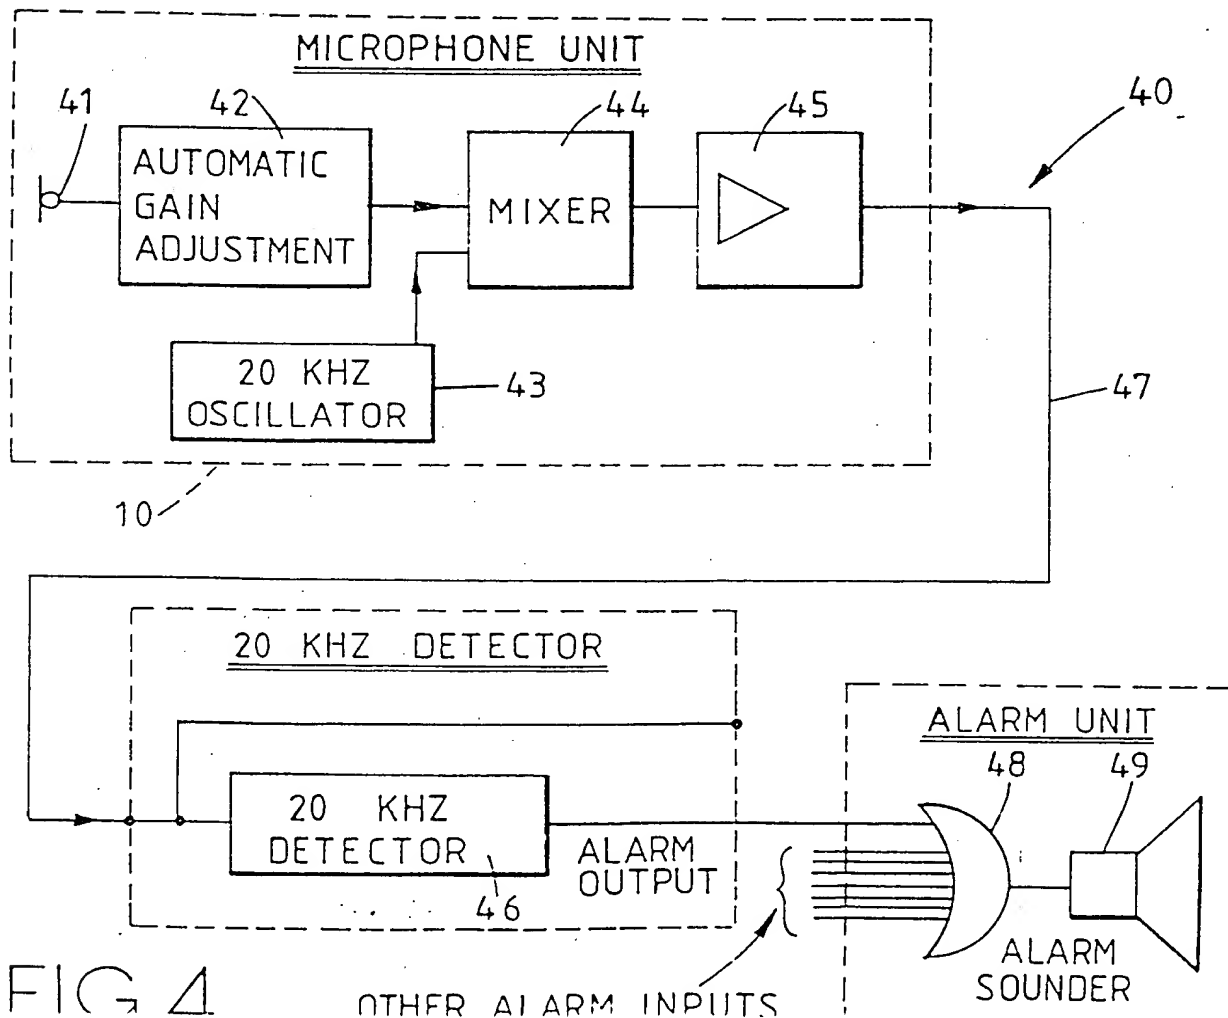 MICROPHONE UNIT
41
42
44
45
40
AUTOMATIC
GAIN
ADJUSTMENT
MIXER
20 KHZ
OSCILLATOR
43
47
10
20 KHZ DETECTOR
ALARM UNIT
48
49
20 KHZ
DETECTOR
46
ALARM
OUTPUT
ALARM
SOUNDER
FIG. 4
OTHER ALARM INPUTS